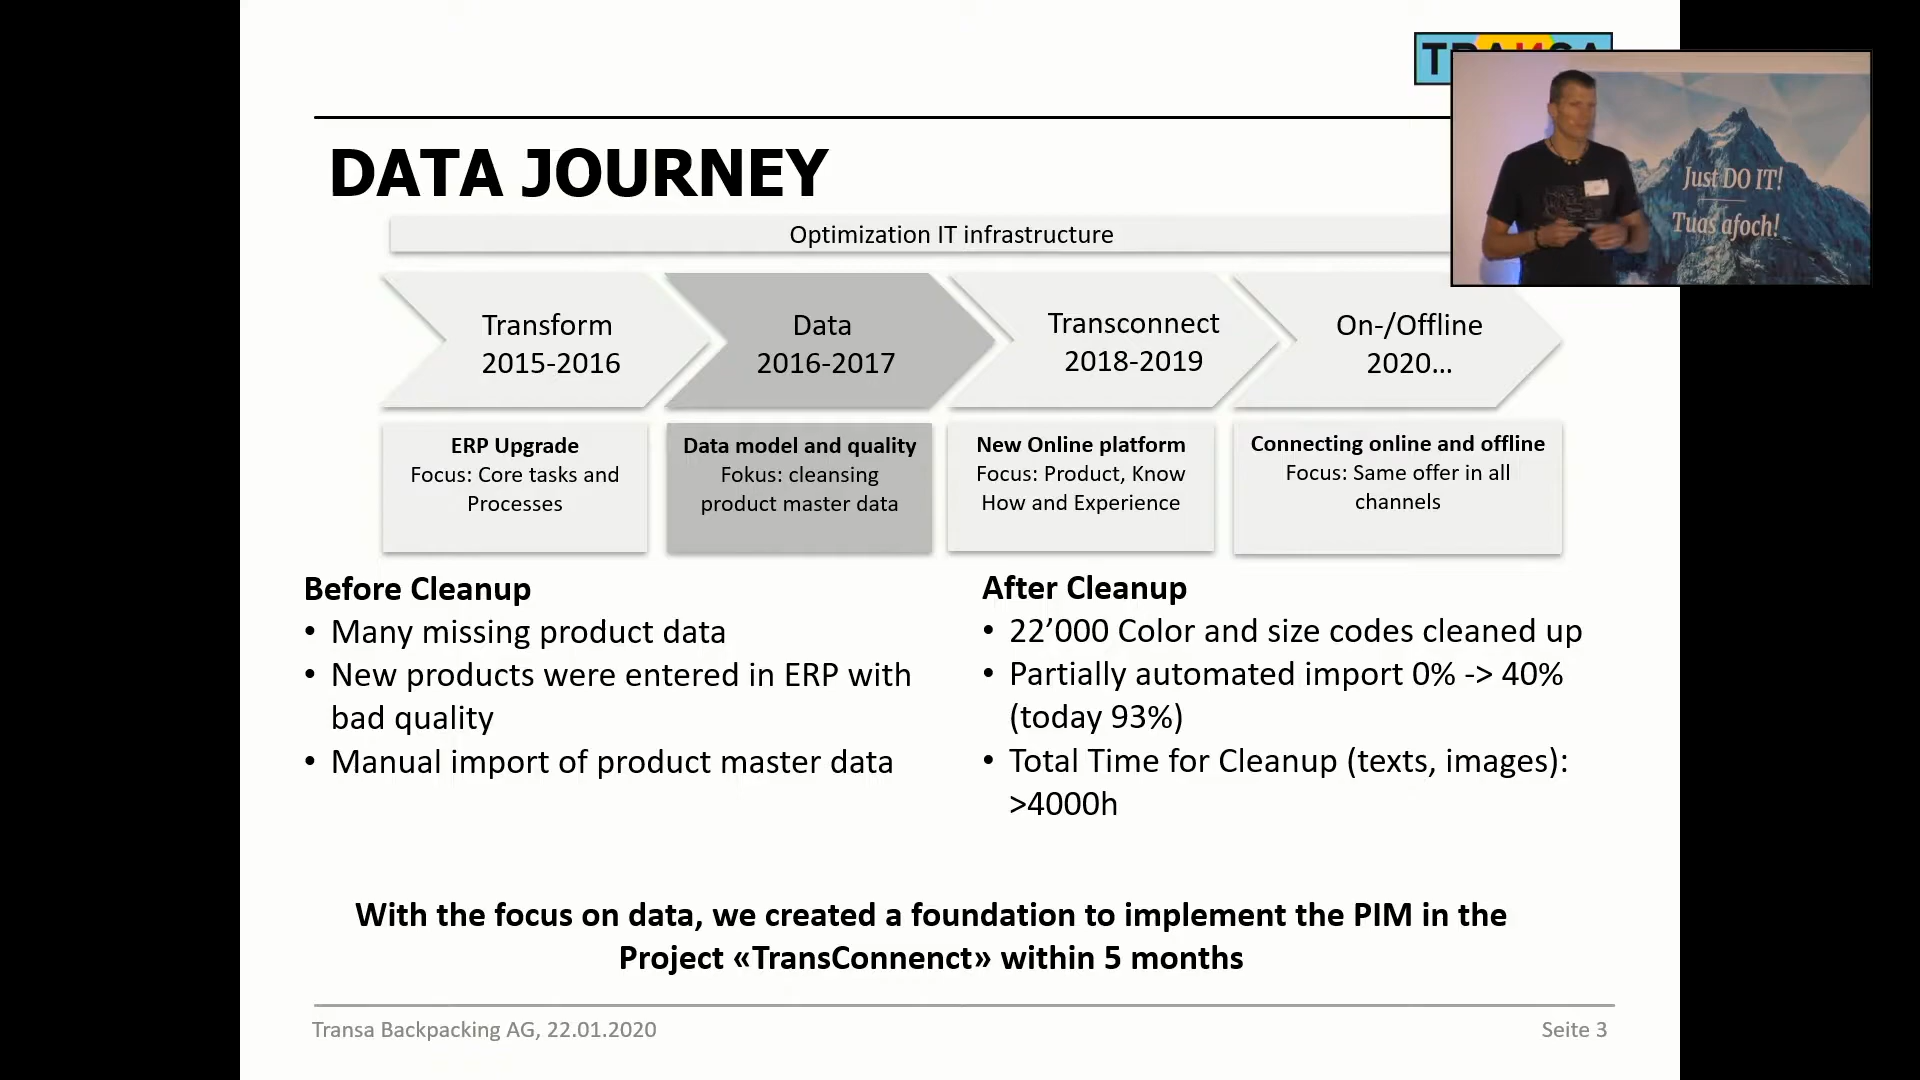 DATA JOURNEY
Just DO IT!
Tuas afoch!
Optimization IT infrastructure
Transform
2015-2016
Data
2016-2017
Transconnect
2018-2019
On-/Offline
2020...
ERP Upgrade
Focus: Core tasks and
Processes
Data model and quality
Fokus: cleansing
product master data
New Online platform
Focus: Product, Know
How and Experience
Connecting online and offline
Focus: Same offer in all
channels
Before Cleanup
• Many missing product data
• New products were entered in ERP with
bad quality
• Manual import of product master data
After Cleanup
• 22’000 Color and size codes cleaned up
• Partially automated import 0% -> 40%
(today 93%)
• Total Time for Cleanup (texts, images):
>4000h
With the focus on data, we created a foundation to implement the PIM in the
Project «TransConnenct» within 5 months
Transa Backpacking AG, 22.01.2020
Seite 3